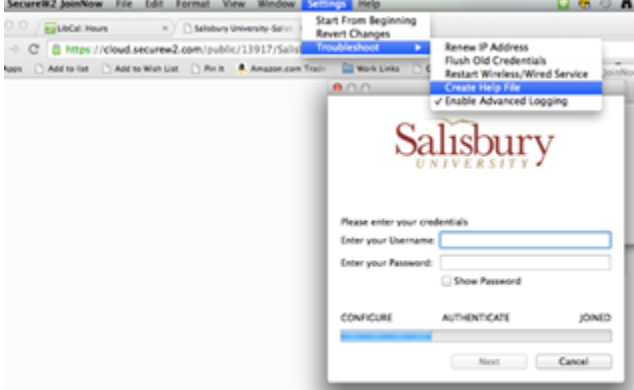 SecureW2 JoinNow File Edit Format View Window Settings Help
Start From Beginning
Revert Changes
Troubleshoot
Renew IP Address
Flush Old Credentials
Restart Wireless/Wired Service
Create Help File
✓ Enable Advanced Logging
LibCal: Hours
Salisbury University-Salis
https://cloud.securew2.com/public/13917/Salis
Apps Add to list Add to Wish List Pin It Amazon.com Work Links
Salisbury
UNIVERSITY
Please enter your credentials
Enter your Username:
Enter your Password:
Show Password
CONFIGURE AUTHENTICATE JOINED
Next Cancel